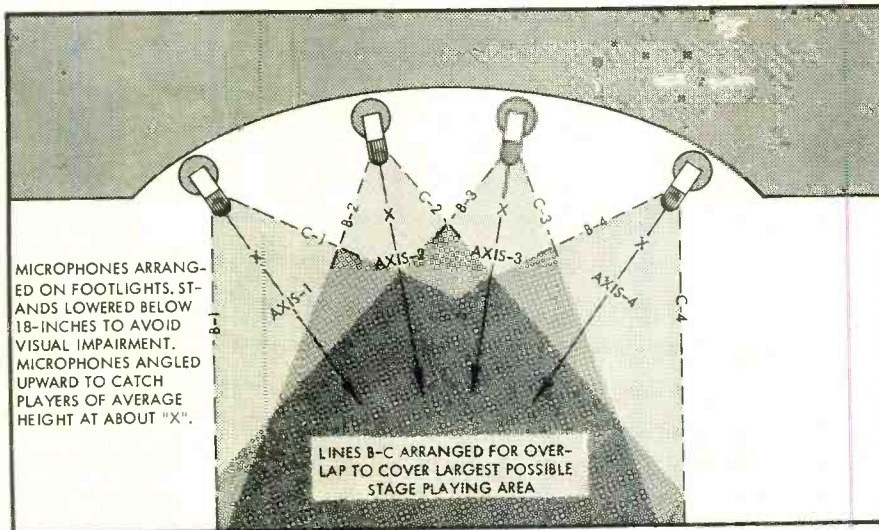 MICROPHONES ARRANG-
ED ON FOOTLIGHTS. ST-
ANDS LOWERED BELOW
18-INCHES TO AVOID
VISUAL IMPAIRMENT.
MICROPHONES ANGLED
UPWARD TO CATCH
PLAYERS OF AVERAGE
HEIGHT AT ABOUT "X".
B-1
X
C-1
AXIS-1
B-2
X
C-2
AXIS-2
B-3
X
C-3
AXIS-3
B-4
X
C-4
AXIS-4
LINES B-C ARRANGED FOR OVER-
LAP TO COVER LARGEST POSSIBLE
STAGE PLAYING AREA